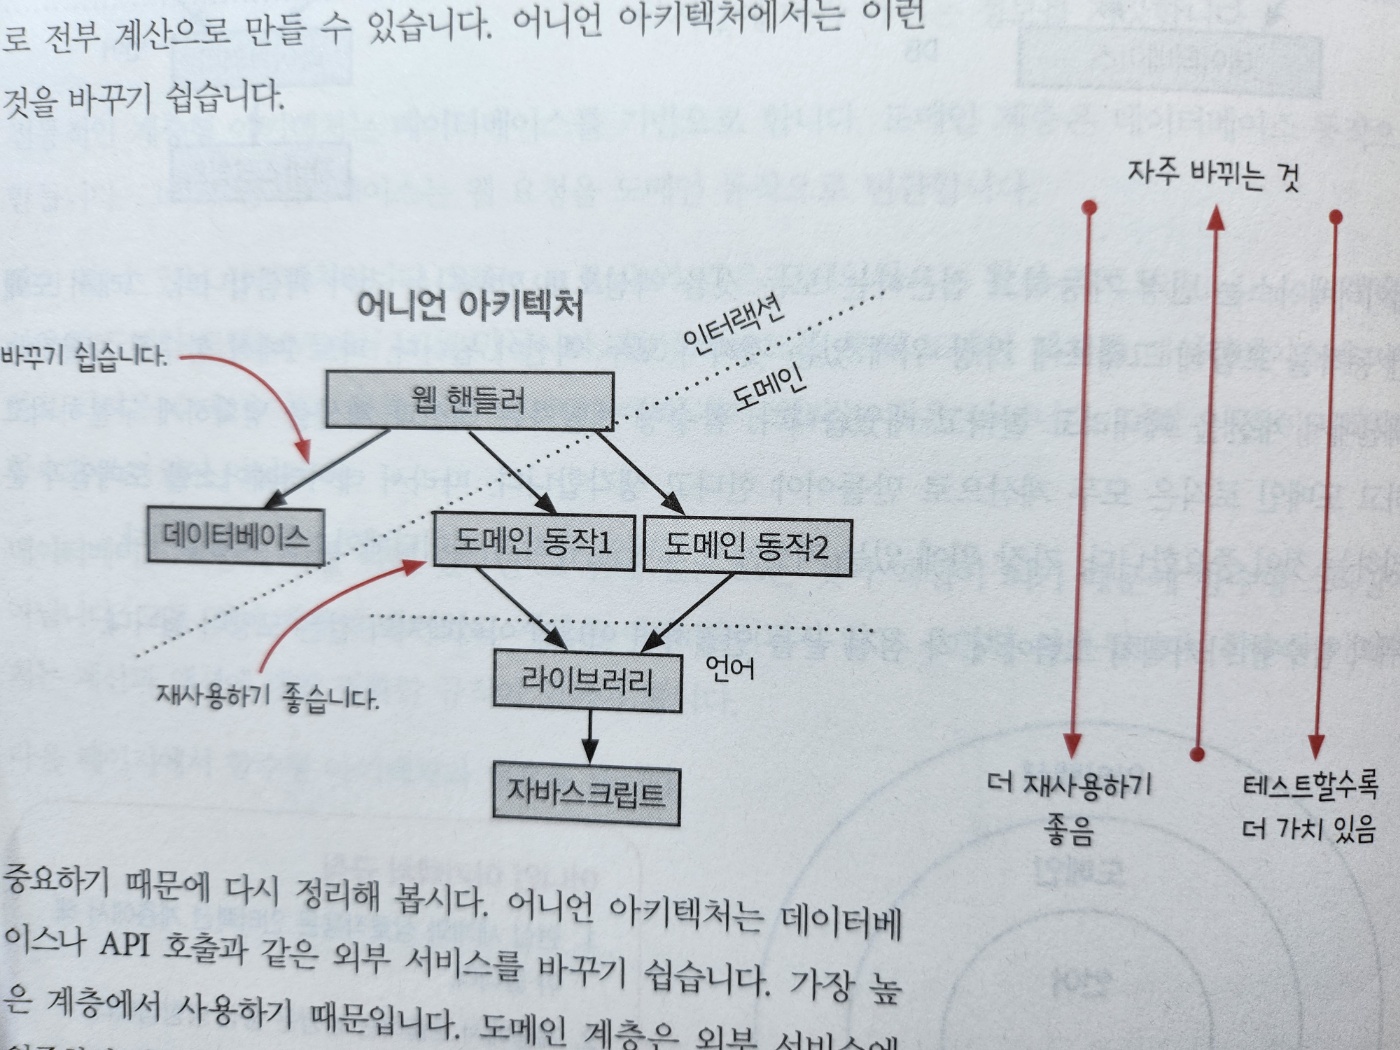 로 전부 계산으로 만들 수 있습니다. 어니언 아키텍처에서는 이런
것을 바꾸기 쉽습니다.
자주 바뀌는 것
어니언 아키텍처
인터랙션
도메인
바꾸기 쉽습니다.
웹 핸들러
데이터베이스
도메인 동작1
도메인 동작2
재사용하기 좋습니다.
라이브러리
언어
자바스크립트
더 재사용하기
좋음
테스트할수록
더 가치 있음
중요하기 때문에 다시 정리해 봅시다. 어니언 아키텍처는 데이터베
이스나 API 호출과 같은 외부 서비스를 바꾸기 쉽습니다. 가장 높
은 계층에서 사용하기 때문입니다. 도메인 계층은 외부 서비스에